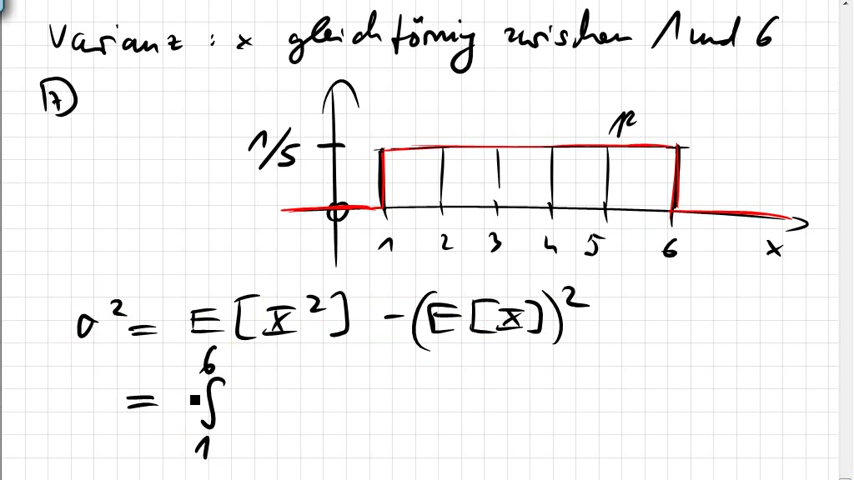 Varianz : x gleichförmig zwischen 1 und 6
7
p
1/5
0
1 2 3 4 5 6 x
σ² = E[X²] - (E[X])²
6
= ∫
1